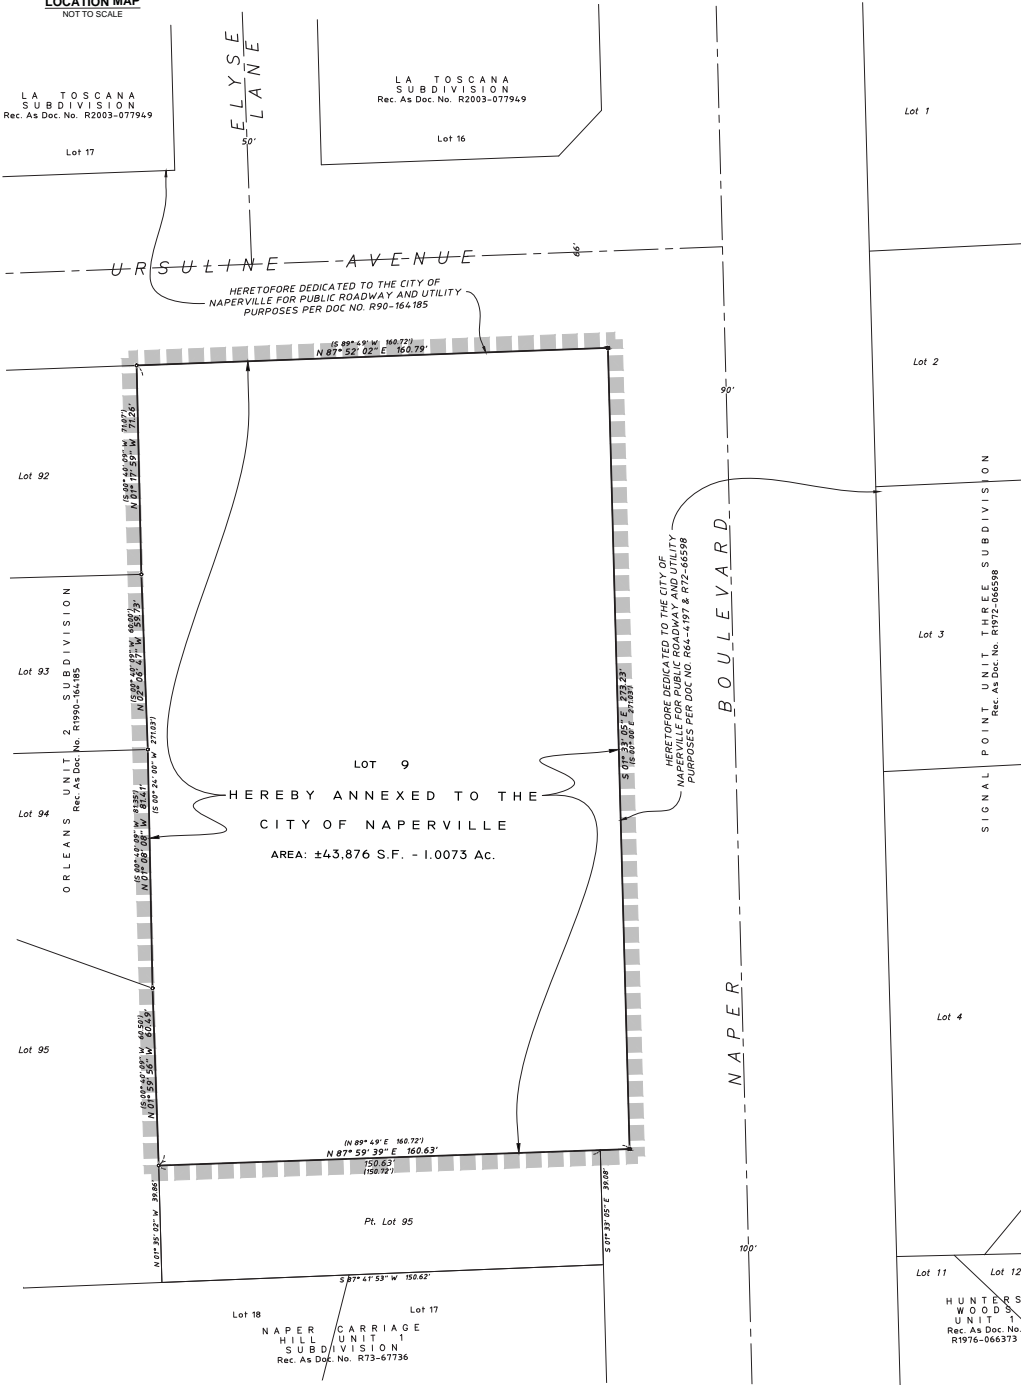 LOCATION MAP
NOT TO SCALE
LA TOSCANA
SUBDIVISION
Rec. As Doc. No. R2003-077949
Lot 17
ELYSE
LANE
50'
LA TOSCANA
SUBDIVISION
Rec. As Doc. No. R2003-077949
Lot 16
Lot 1
URSULINE AVENUE
66'
HERETOFORE DEDICATED TO THE CITY OF
NAPERVILLE FOR PUBLIC ROADWAY AND UTILITY
PURPOSES PER DOC NO. R90-164185
(S 89° 49' W 160.72')
N 87° 52' 02" E 160.79'
Lot 2
90'
(S 00° 40' 09" W 71.07')
N 01° 17' 59" W 71.26'
Lot 92
(S 00° 40' 09" W 60.00')
N 02° 06' 47" W 59.73'
Lot 93
ORLEANS UNIT 2 SUBDIVISION
Rec. As Doc. No. R1990-164185
(S 00° 24' 00" W 271.03')
(S 00° 40' 09" W 81.35')
N 01° 08' 08" W 81.41'
Lot 94
LOT 9
HEREBY ANNEXED TO THE
CITY OF NAPERVILLE
AREA: ±43,876 S.F. - 1.0073 Ac.
S 01° 33' 05" E 273.23'
(S 00° 00' E 271.03')
HERETOFORE DEDICATED TO THE CITY OF
NAPERVILLE FOR PUBLIC ROADWAY AND UTILITY
PURPOSES PER DOC NO. R64-4197 & R72-66598
NAPER BOULEVARD
Lot 3
SIGNAL POINT UNIT THREE SUBDIVISION
Rec. As Doc. No. R1972-066598
Lot 4
(S 00° 40' 09" W 60.50')
N 01° 59' 56" W 60.49'
Lot 95
(N 89° 49' E 160.72')
N 87° 59' 39" E 160.63'
150.63'
(150.72')
N 01° 35' 02" W 39.86'
Pt. Lot 95
S 01° 33' 05" E 39.08'
100'
S 87° 41' 53" W 150.62'
Lot 18
Lot 17
NAPER CARRIAGE
HILL UNIT 1
SUBDIVISION
Rec. As Doc. No. R73-67736
Lot 11
Lot 12
HUNTERS
WOODS
UNIT 1
Rec. As Doc. No.
R1976-066373